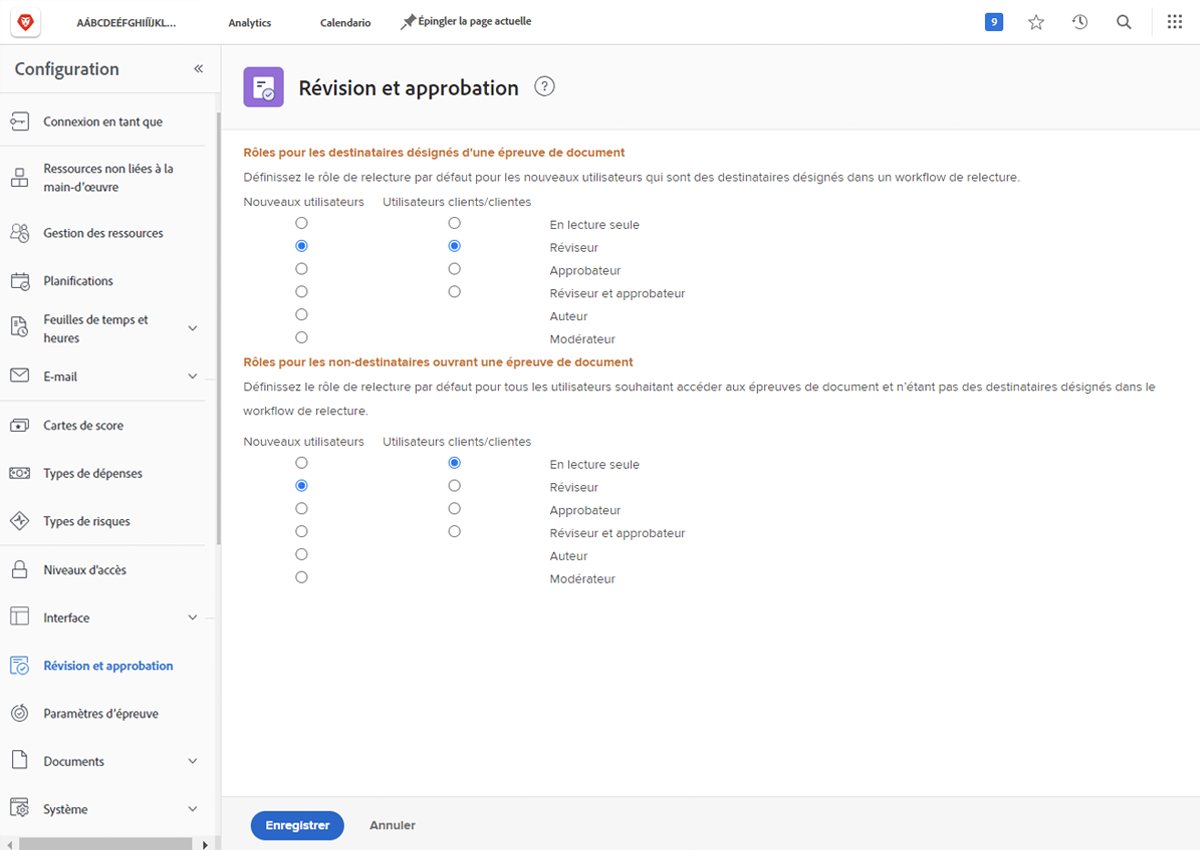 AÁBCDEÉFGHIÍÏJKL...
Analytics
Calendario
Épingler la page actuelle
9
Configuration
Connexion en tant que
Ressources non liées à la
main-d'œuvre
Gestion des ressources
Planifications
Feuilles de temps et
heures
E-mail
Cartes de score
Types de dépenses
Types de risques
Niveaux d'accès
Interface
Révision et approbation
Paramètres d'épreuve
Documents
Système
Révision et approbation
?
Rôles pour les destinataires désignés d'une épreuve de document
Définissez le rôle de relecture par défaut pour les nouveaux utilisateurs qui sont des destinataires désignés dans un workflow de relecture.
Nouveaux utilisateurs Utilisateurs clients/clientes
En lecture seule
Réviseur
Approbateur
Réviseur et approbateur
Auteur
Modérateur
Rôles pour les non-destinataires ouvrant une épreuve de document
Définissez le rôle de relecture par défaut pour tous les utilisateurs souhaitant accéder aux épreuves de document et n'étant pas des destinataires désignés dans le
workflow de relecture.
Nouveaux utilisateurs Utilisateurs clients/clientes
En lecture seule
Réviseur
Approbateur
Réviseur et approbateur
Auteur
Modérateur
Enregistrer
Annuler